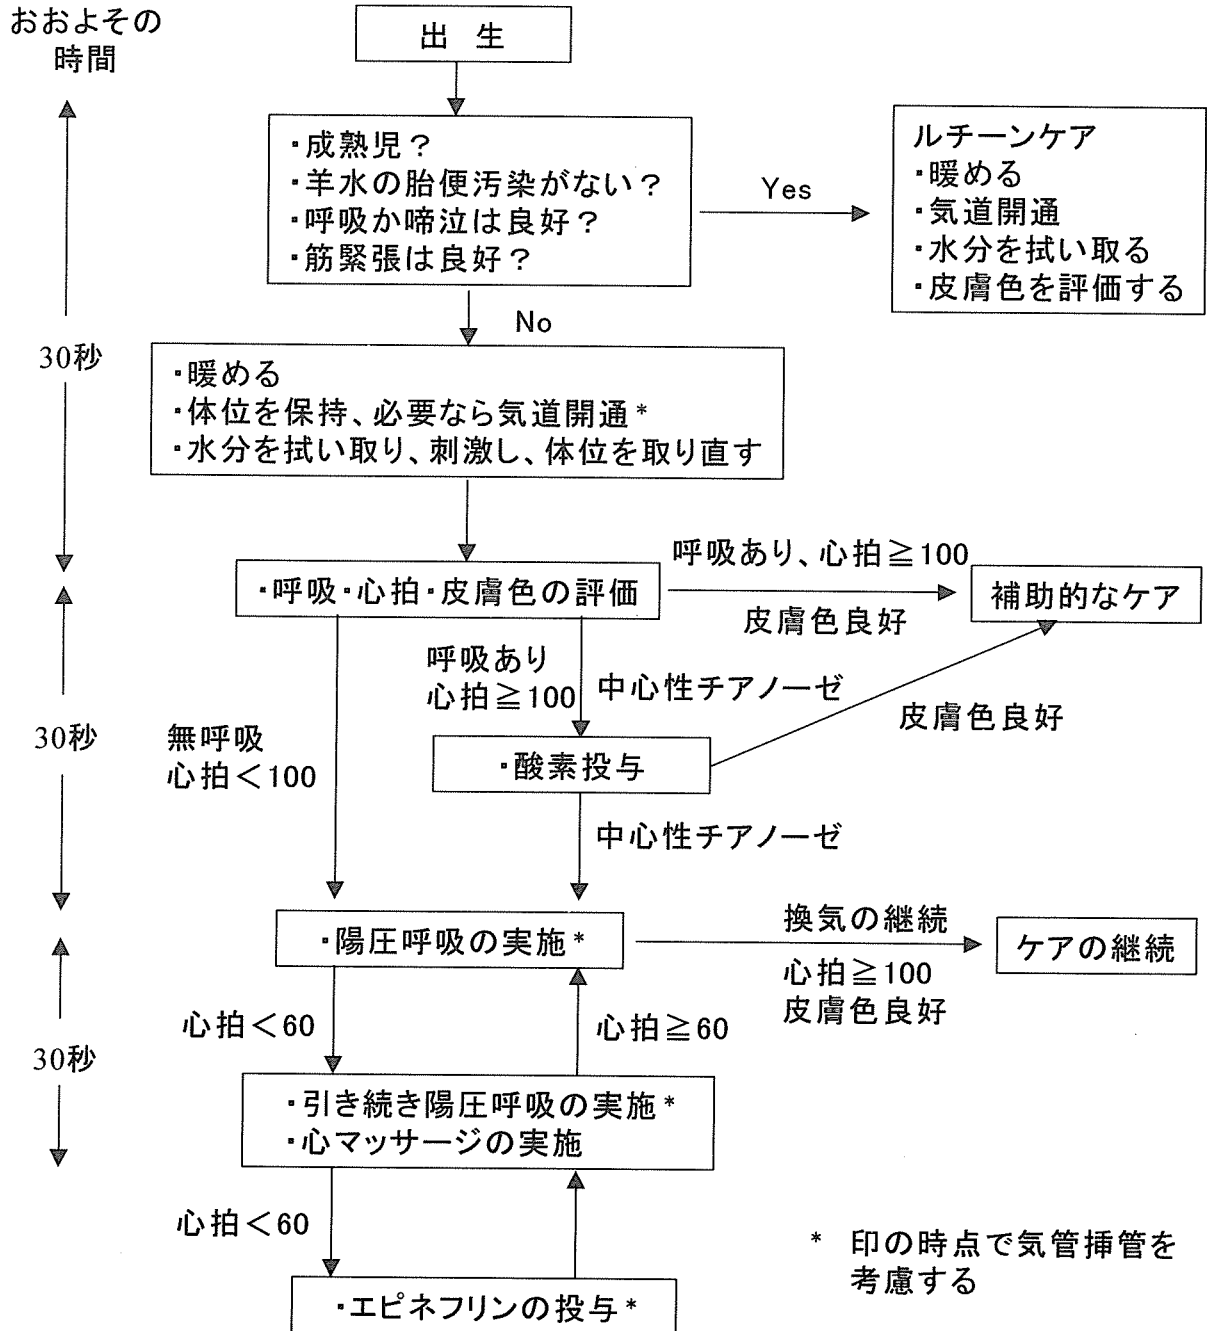 おおよその
時間
出 生
・成熟児？
・羊水の胎便汚染がない？
・呼吸か啼泣は良好？
・筋緊張は良好？
Yes
ルチーンケア
・暖める
・気道開通
・水分を拭い取る
・皮膚色を評価する
No
30秒
・暖める
・体位を保持、必要なら気道開通*
・水分を拭い取り、刺激し、体位を取り直す
・呼吸・心拍・皮膚色の評価
呼吸あり、心拍≧100
皮膚色良好
補助的なケア
呼吸あり
心拍≧100
中心性チアノーゼ
皮膚色良好
30秒
無呼吸
心拍＜100
・酸素投与
中心性チアノーゼ
・陽圧呼吸の実施*
換気の継続
心拍≧100
皮膚色良好
ケアの継続
心拍＜60
心拍≧60
30秒
・引き続き陽圧呼吸の実施*
・心マッサージの実施
心拍＜60
* 印の時点で気管挿管を
考慮する
・エピネフリンの投与*